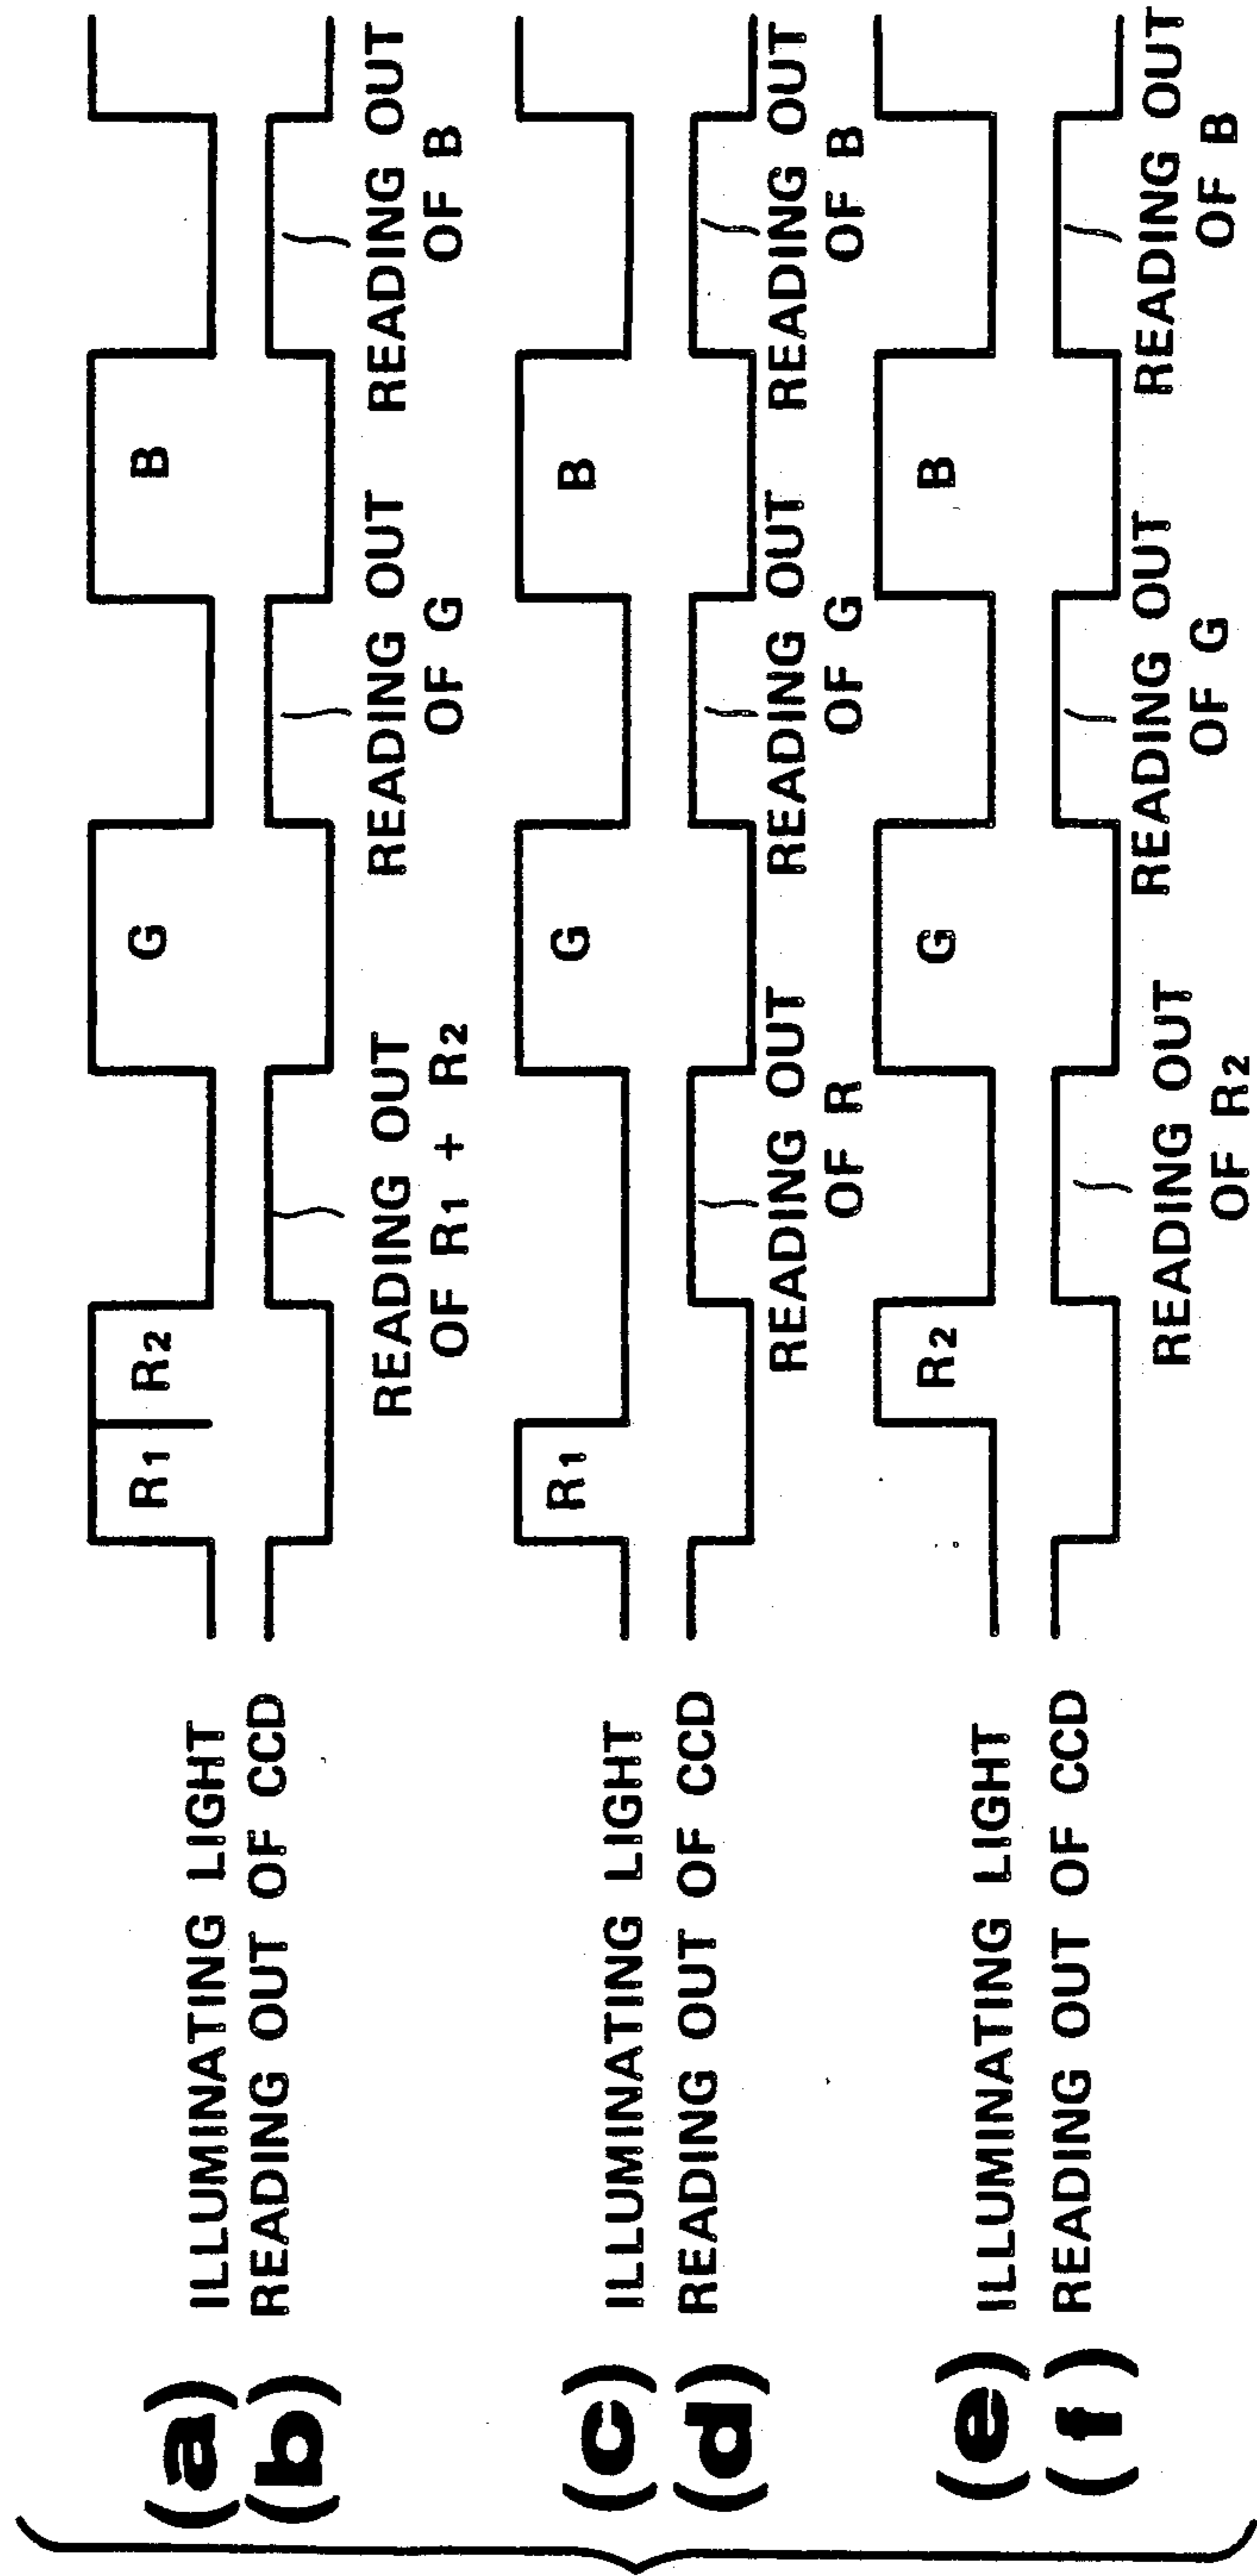 (a) ILLUMINATING LIGHT
R1 R2 G B
(b) READING OUT OF CCD
READING OUT READING OUT READING OUT
OF R1 + R2 OF G OF B
(c) ILLUMINATING LIGHT
R1 G B
(d) READING OUT OF CCD
READING OUT READING OUT READING OUT
OF R OF G OF B
(e) ILLUMINATING LIGHT
R2 G B
(f) READING OUT OF CCD
READING OUT READING OUT READING OUT
OF R2 OF G OF B